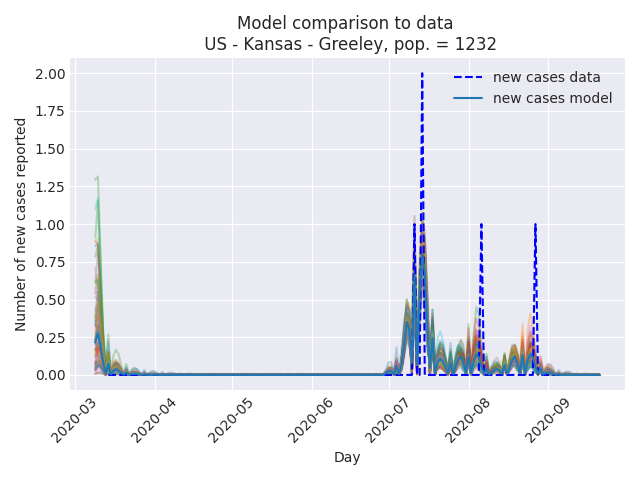 Model comparison to data
US - Kansas - Greeley, pop. = 1232
new cases data
new cases model
Number of new cases reported
2.00
1.75
1.50
1.25
1.00
0.75
0.50
0.25
0.00
2020-03
2020-04
2020-05
2020-06
2020-07
2020-08
2020-09
Day